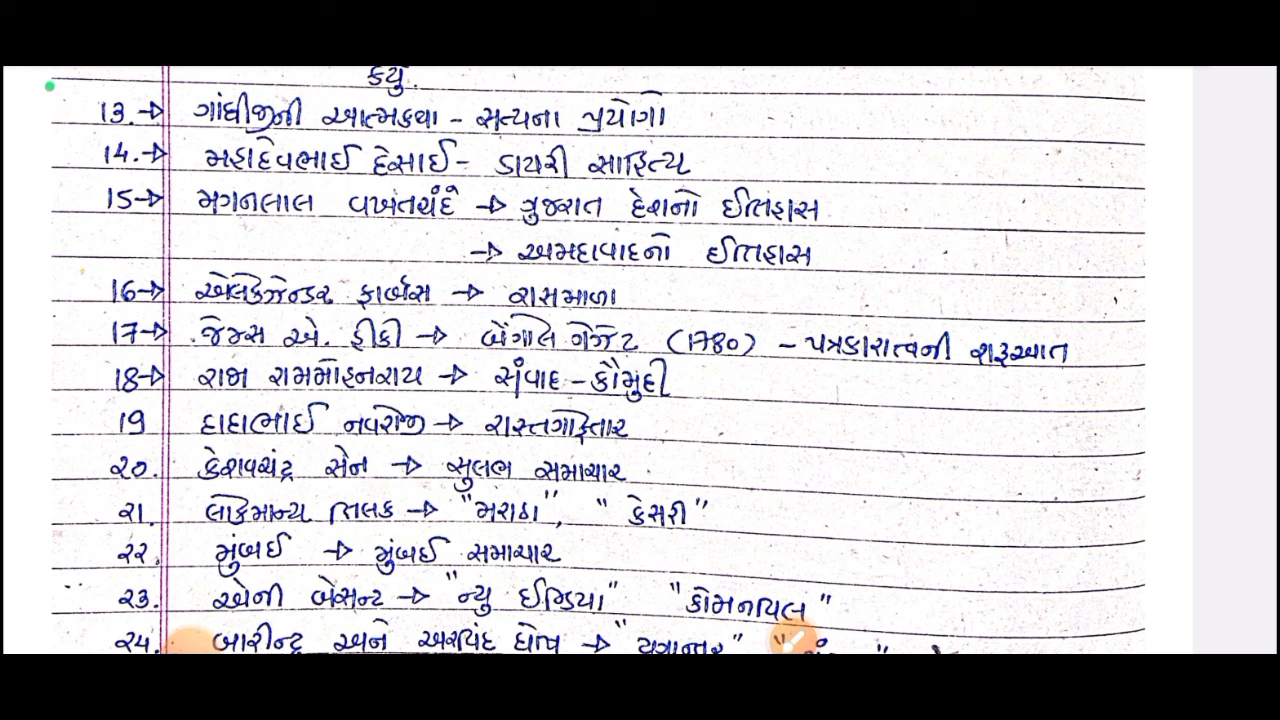 કર્યુ.
13.→ ગાંધીજીની આત્મકથા - સત્યના પ્રયોગો
14.→ મહાદેવભાઈ દેસાઈ - ડાયરી સાહિત્ય
15→ મગનલાલ વખતચંદે → ગુજરાત દેશનો ઈતિહાસ
→ અમદાવાદનો ઈતિહાસ
16→ એલેક્ઝેન્ડર ફાર્બસ → રાસમાળા
17→ જેમ્સ એ. હીકી → બેંગાલ ગેઝેટ (1780) - પત્રકારાત્વની શરૂઆત
18→ રાજા રામમોહનરાય → સંવાદ - કૌમુદી
19 દાદાભાઈ નવરોજી → રાસ્તગોફ્તાર
૨૦. કેશવચંદ્ર સેન → સુલભ સમાચાર
૨૧. લોકમાન્ય તિલક → "મરાઠા", "કેસરી"
૨૨. મુંબઈ → મુંબઈ સમાચાર
૨૩. એની બેસન્ટ → "ન્યુ ઈન્ડિયા" "કોમનવિલ"
૨૪. બારીન્દ્ર અને અરવિંદ ઘોષ → "યુગાન્તર"